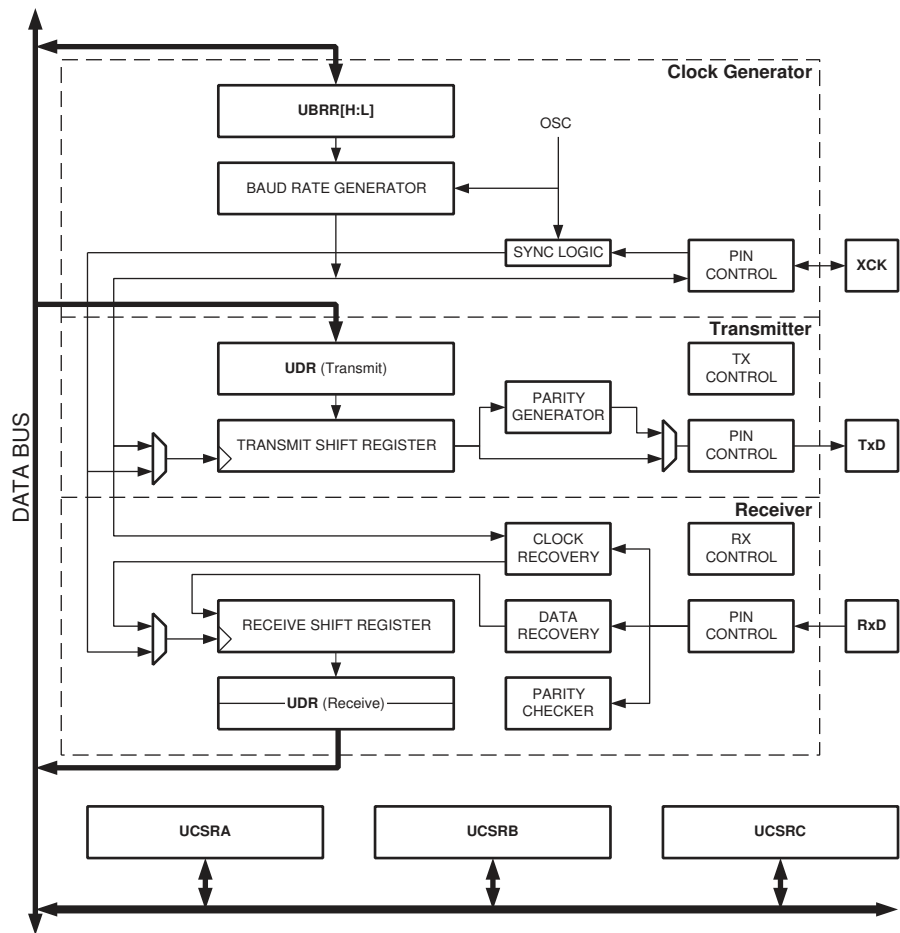 Clock Generator
UBRR[H:L]
OSC
BAUD RATE GENERATOR
SYNC LOGIC
PIN
CONTROL
XCK
DATA BUS
Transmitter
UDR (Transmit)
TX
CONTROL
PARITY
GENERATOR
TRANSMIT SHIFT REGISTER
PIN
CONTROL
TxD
Receiver
CLOCK
RECOVERY
RX
CONTROL
RECEIVE SHIFT REGISTER
DATA
RECOVERY
PIN
CONTROL
RxD
UDR (Receive)
PARITY
CHECKER
UCSRA
UCSRB
UCSRC